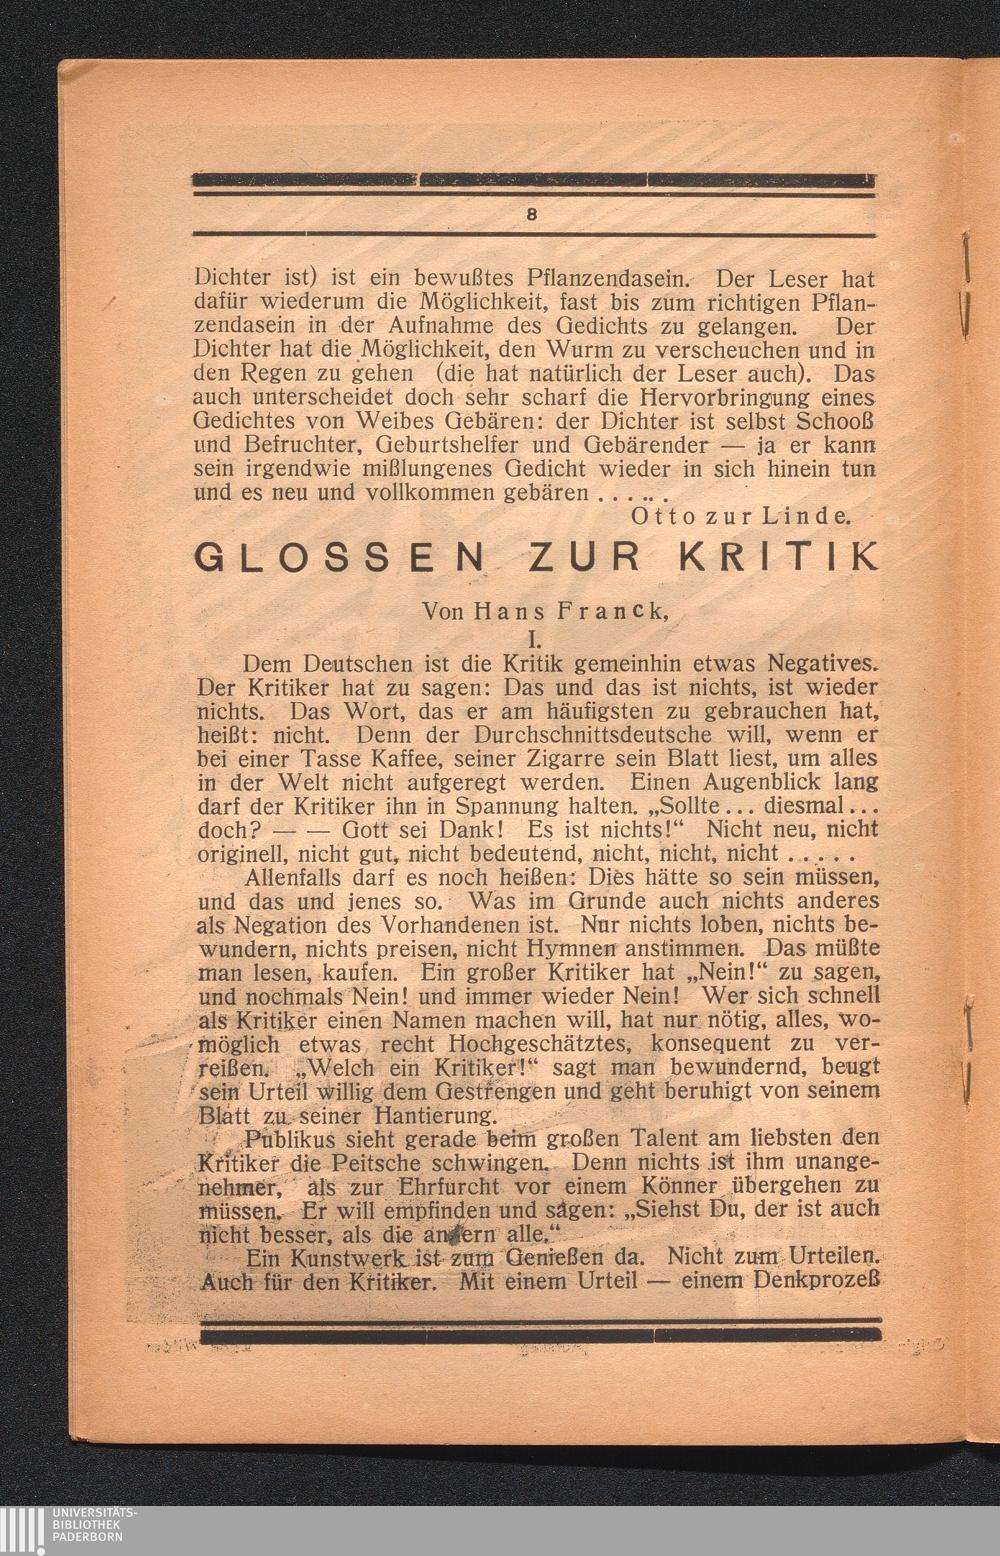 8
Dichter ist) ist ein bewußtes Pflanzendasein. Der Leser hat
dafür wiederum die Möglichkeit, fast bis zum richtigen Pflan-
zendasein in der Aufnahme des Gedichts zu gelangen. Der
Dichter hat die Möglichkeit, den Wurm zu verscheuchen und in
den Regen zu gehen (die hat natürlich der Leser auch). Das
auch unterscheidet doch sehr scharf die Hervorbringung eines
Gedichtes von Weibes Gebären: der Dichter ist selbst Schooß
und Befruchter, Geburtshelfer und Gebärender — ja er kann
sein irgendwie mißlungenes Gedicht wieder in sich hinein tun
und es neu und vollkommen gebären . . . . . .
Otto zur Linde.
GLOSSEN ZUR KRITIK
Von Hans Franck,
I.
Dem Deutschen ist die Kritik gemeinhin etwas Negatives.
Der Kritiker hat zu sagen: Das und das ist nichts, ist wieder
nichts. Das Wort, das er am häufigsten zu gebrauchen hat,
heißt: nicht. Denn der Durchschnittsdeutsche will, wenn er
bei einer Tasse Kaffee, seiner Zigarre sein Blatt liest, um alles
in der Welt nicht aufgeregt werden. Einen Augenblick lang
darf der Kritiker ihn in Spannung halten. „Sollte ... diesmal ...
doch? — — Gott sei Dank! Es ist nichts!“ Nicht neu, nicht
originell, nicht gut, nicht bedeutend, nicht, nicht, nicht . . . . .
Allenfalls darf es noch heißen: Dies hätte so sein müssen,
und das und jenes so. Was im Grunde auch nichts anderes
als Negation des Vorhandenen ist. Nur nichts loben, nichts be-
wundern, nichts preisen, nicht Hymnen anstimmen. Das müßte
man lesen, kaufen. Ein großer Kritiker hat „Nein!“ zu sagen,
und nochmals Nein! und immer wieder Nein! Wer sich schnell
als Kritiker einen Namen machen will, hat nur nötig, alles, wo-
möglich etwas recht Hochgeschätztes, konsequent zu ver-
reißen. „Welch ein Kritiker!“ sagt man bewundernd, beugt
sein Urteil willig dem Gestrengen und geht beruhigt von seinem
Blatt zu seiner Hantierung.
Publikus sieht gerade beim großen Talent am liebsten den
Kritiker die Peitsche schwingen. Denn nichts ist ihm unange-
nehmer, als zur Ehrfurcht vor einem Könner übergehen zu
müssen. Er will empfinden und sagen: „Siehst Du, der ist auch
nicht besser, als die andern alle.“
Ein Kunstwerk ist zum Genießen da. Nicht zum Urteilen.
Auch für den Kritiker. Mit einem Urteil — einem Denkprozeß
UNIVERSITÄTS-
BIBLIOTHEK
PADERBORN